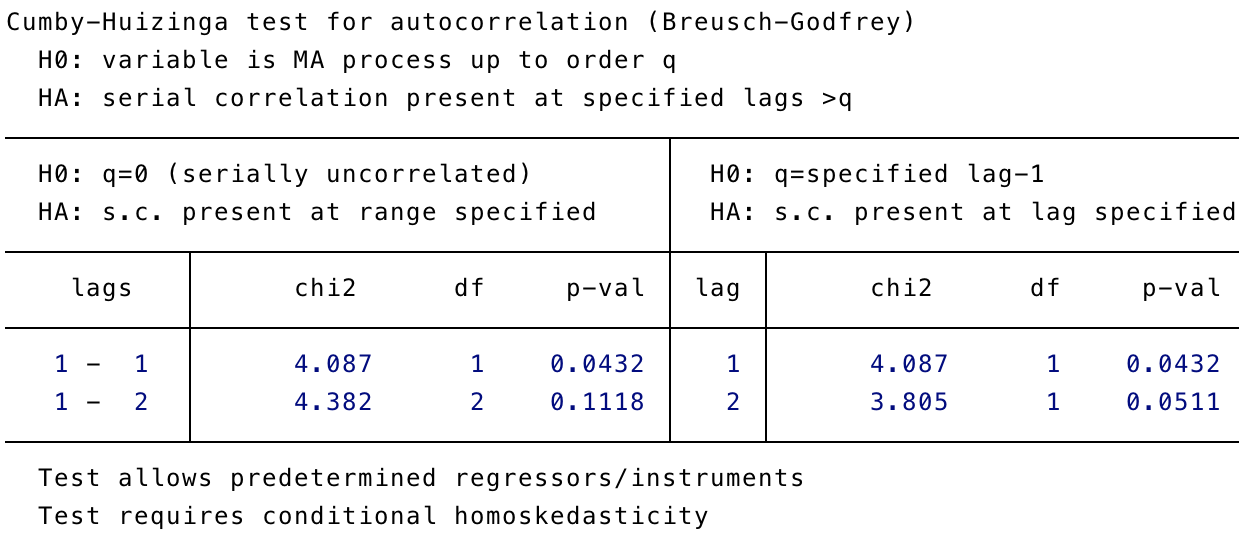 Cumby-Huizinga test for autocorrelation (Breusch-Godfrey)
H0: variable is MA process up to order q
HA: serial correlation present at specified lags >q
H0: q=0 (serially uncorrelated) H0: q=specified lag-1
HA: s.c. present at range specified HA: s.c. present at lag specified
lags chi2 df p-val lag chi2 df p-val
1 - 1 4.087 1 0.0432 1 4.087 1 0.0432
1 - 2 4.382 2 0.1118 2 3.805 1 0.0511
Test allows predetermined regressors/instruments
Test requires conditional homoskedasticity